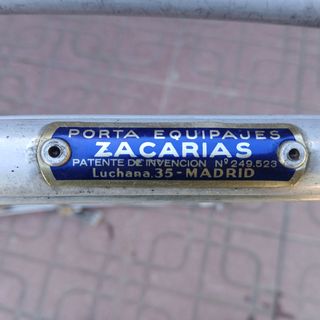 PORTA EQUIPAJES
ZACARIAS
PATENTE DE INVENCION Nº 249.523
Luchana.35-MADRID